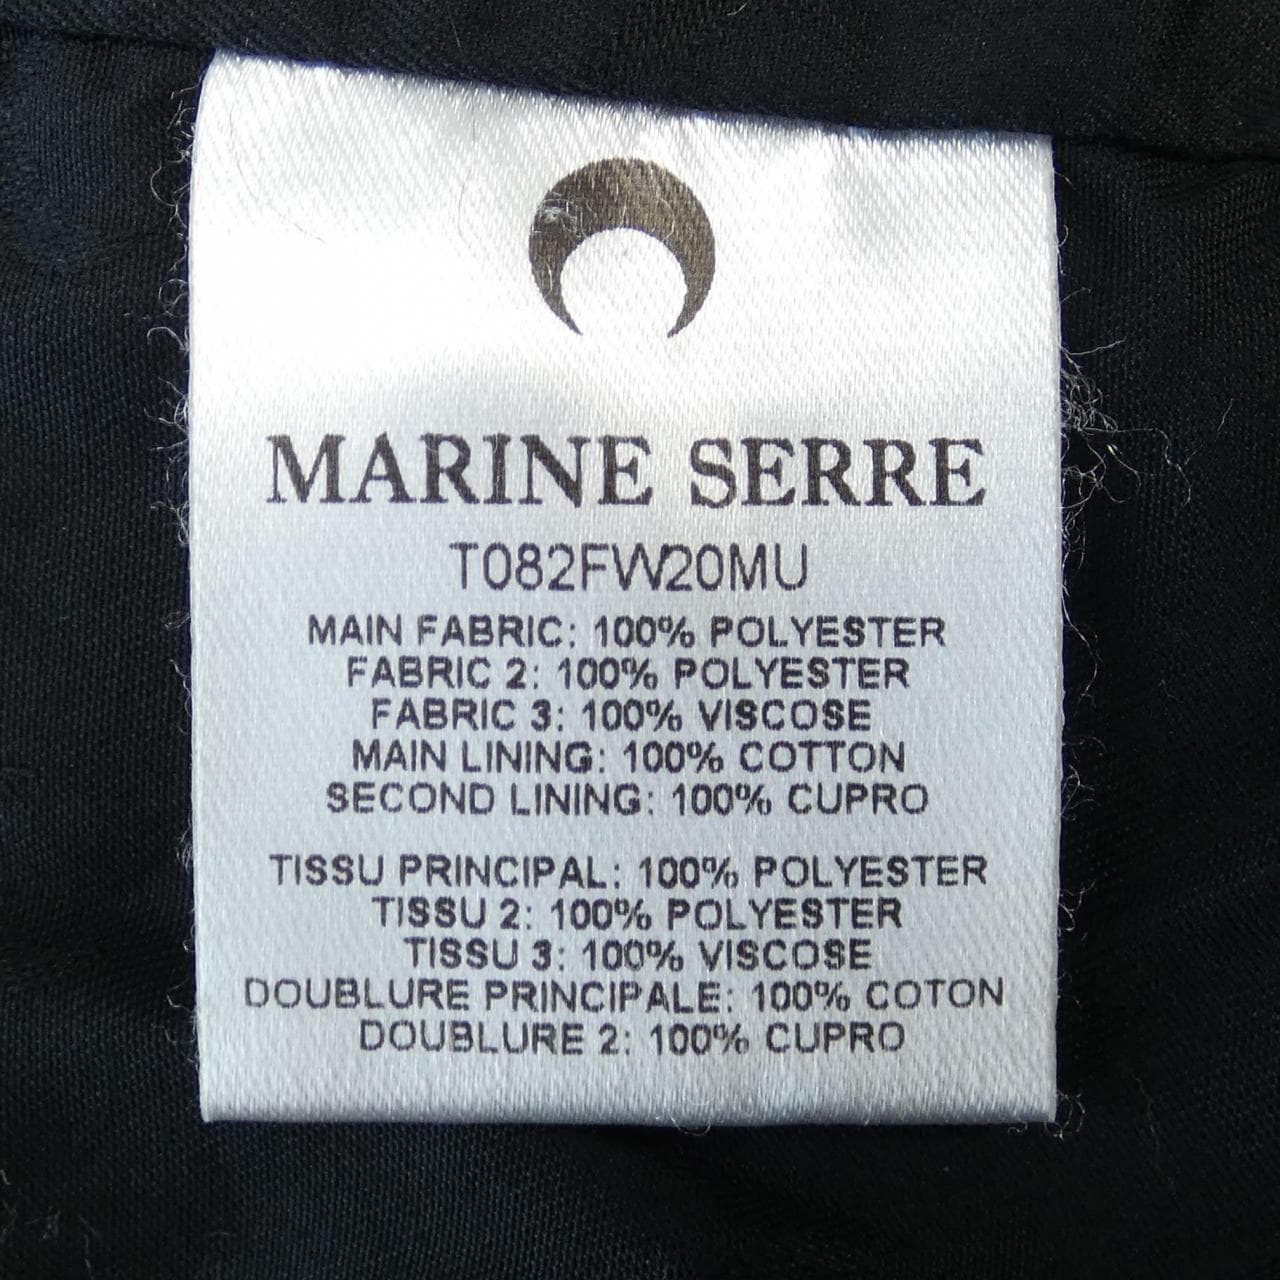 MARINE SERRE
T082FW20MU
MAIN FABRIC: 100% POLYESTER
FABRIC 2: 100% POLYESTER
FABRIC 3: 100% VISCOSE
MAIN LINING: 100% COTTON
SECOND LINING: 100% CUPRO
TISSU PRINCIPAL: 100% POLYESTER
TISSU 2: 100% POLYESTER
TISSU 3: 100% VISCOSE
DOUBLURE PRINCIPALE: 100% COTON
DOUBLURE 2: 100% CUPRO